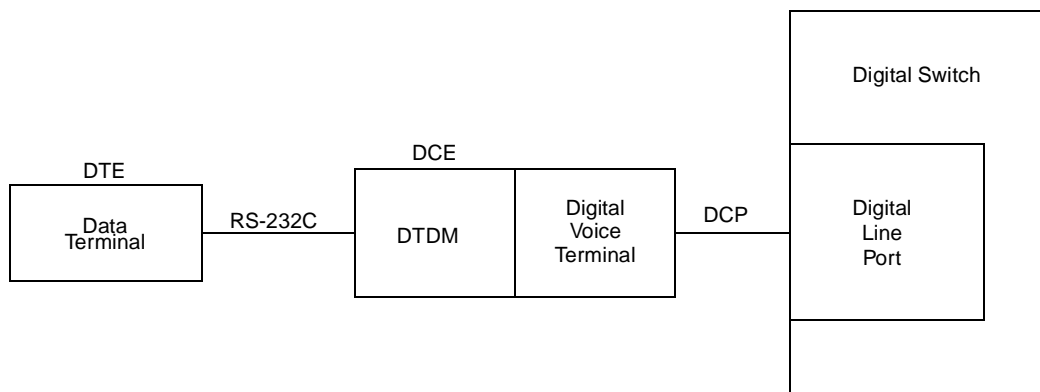 Digital Switch
DTE
DCE
Data
Terminal
RS-232C
DTDM
Digital
Voice
Terminal
DCP
Digital
Line
Port